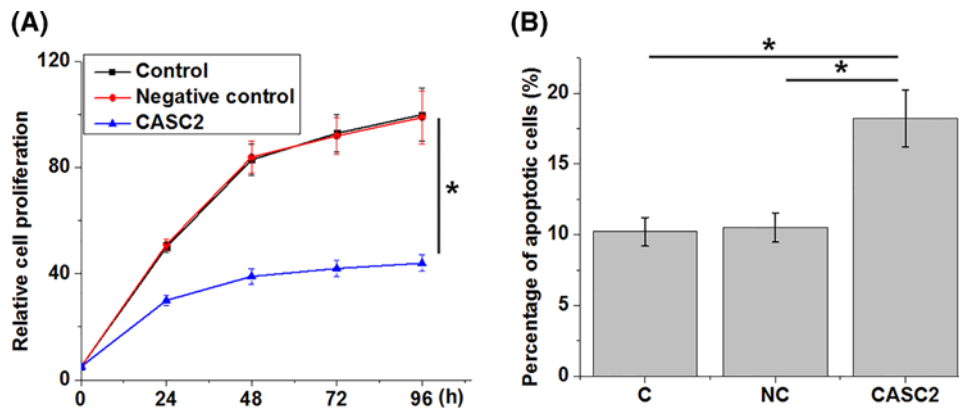 (A)
Relative cell proliferation
120
80
40
0
Control
Negative control
CASC2
*
0 24 48 72 96 (h)
(B)
Percentage of apoptotic cells (%)
20
15
10
5
0
*
*
C NC CASC2